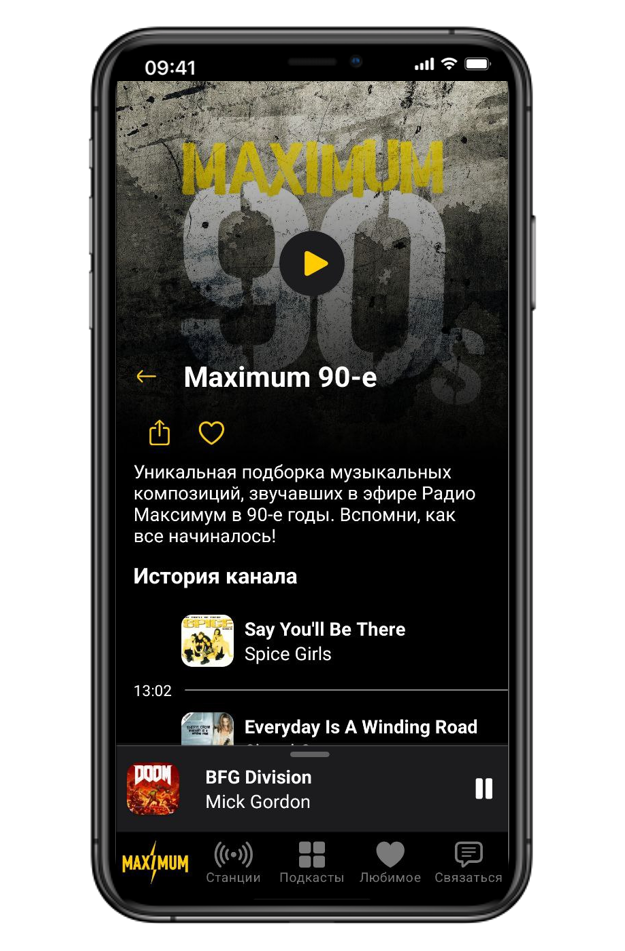 09:41
MAXIMUM
90s
Maximum 90-е
Уникальная подборка музыкальных
композиций, звучавших в эфире Радио
Максимум в 90-е годы. Вспомни, как
все начиналось!
История канала
SPICE
Say You'll Be There
Spice Girls
13:02
Everyday Is A Winding Road
DOOM
BFG Division
Mick Gordon
MAXIMUM
Станции
Подкасты
Любимое
Связаться